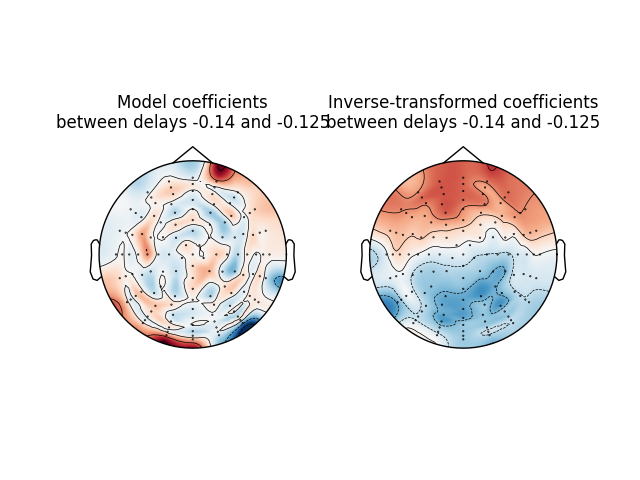 Model coefficients
between delays -0.14 and -0.125
Inverse-transformed coefficients
between delays -0.14 and -0.125